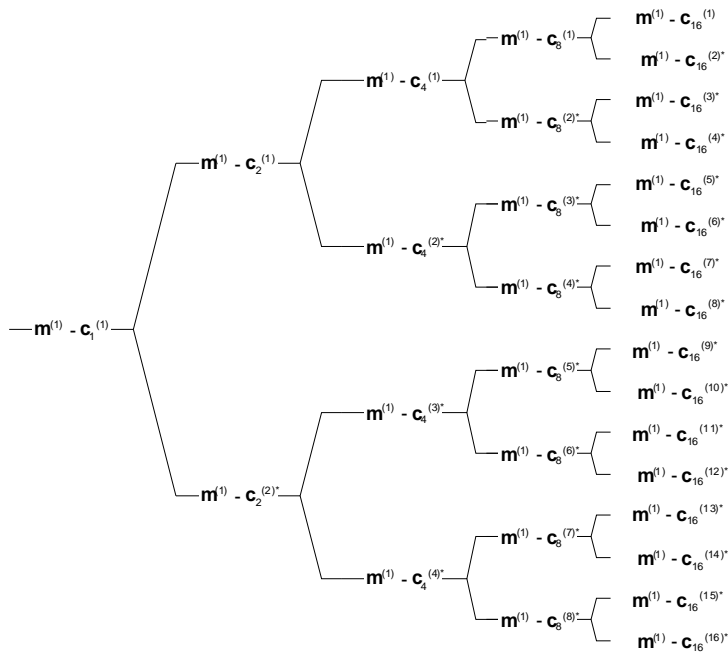 m⁽¹⁾ - c₁₆⁽¹⁾
m⁽¹⁾ - c₈⁽¹⁾
m⁽¹⁾ - c₁₆⁽²⁾*
m⁽¹⁾ - c₄⁽¹⁾
m⁽¹⁾ - c₁₆⁽³⁾*
m⁽¹⁾ - c₈⁽²⁾*
m⁽¹⁾ - c₁₆⁽⁴⁾*
m⁽¹⁾ - c₂⁽¹⁾
m⁽¹⁾ - c₁₆⁽⁵⁾*
m⁽¹⁾ - c₈⁽³⁾*
m⁽¹⁾ - c₁₆⁽⁶⁾*
m⁽¹⁾ - c₄⁽²⁾*
m⁽¹⁾ - c₁₆⁽⁷⁾*
m⁽¹⁾ - c₈⁽⁴⁾*
m⁽¹⁾ - c₁₆⁽⁸⁾*
m⁽¹⁾ - c₁⁽¹⁾
m⁽¹⁾ - c₁₆⁽⁹⁾*
m⁽¹⁾ - c₈⁽⁵⁾*
m⁽¹⁾ - c₁₆⁽¹⁰⁾*
m⁽¹⁾ - c₄⁽³⁾*
m⁽¹⁾ - c₁₆⁽¹¹⁾*
m⁽¹⁾ - c₈⁽⁶⁾*
m⁽¹⁾ - c₁₆⁽¹²⁾*
m⁽¹⁾ - c₂⁽²⁾*
m⁽¹⁾ - c₁₆⁽¹³⁾*
m⁽¹⁾ - c₈⁽⁷⁾*
m⁽¹⁾ - c₁₆⁽¹⁴⁾*
m⁽¹⁾ - c₄⁽⁴⁾*
m⁽¹⁾ - c₁₆⁽¹⁵⁾*
m⁽¹⁾ - c₈⁽⁸⁾*
m⁽¹⁾ - c₁₆⁽¹⁶⁾*